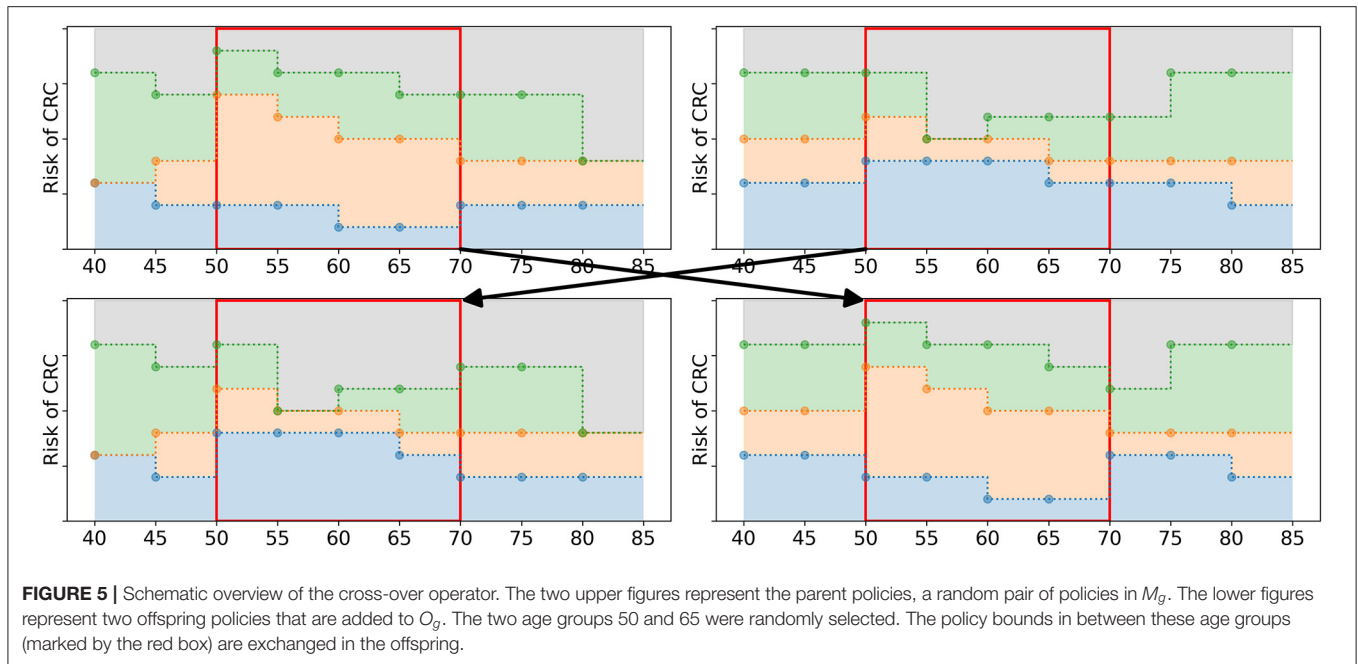 Risk of CRC
40 45 50 55 60 65 70 75 80 85
Risk of CRC
40 45 50 55 60 65 70 75 80 85
Risk of CRC
40 45 50 55 60 65 70 75 80 85
Risk of CRC
40 45 50 55 60 65 70 75 80 85
FIGURE 5 | Schematic overview of the cross-over operator. The two upper figures represent the parent policies, a random pair of policies in M_g. The lower figures
represent two offspring policies that are added to O_g. The two age groups 50 and 65 were randomly selected. The policy bounds in between these age groups
(marked by the red box) are exchanged in the offspring.